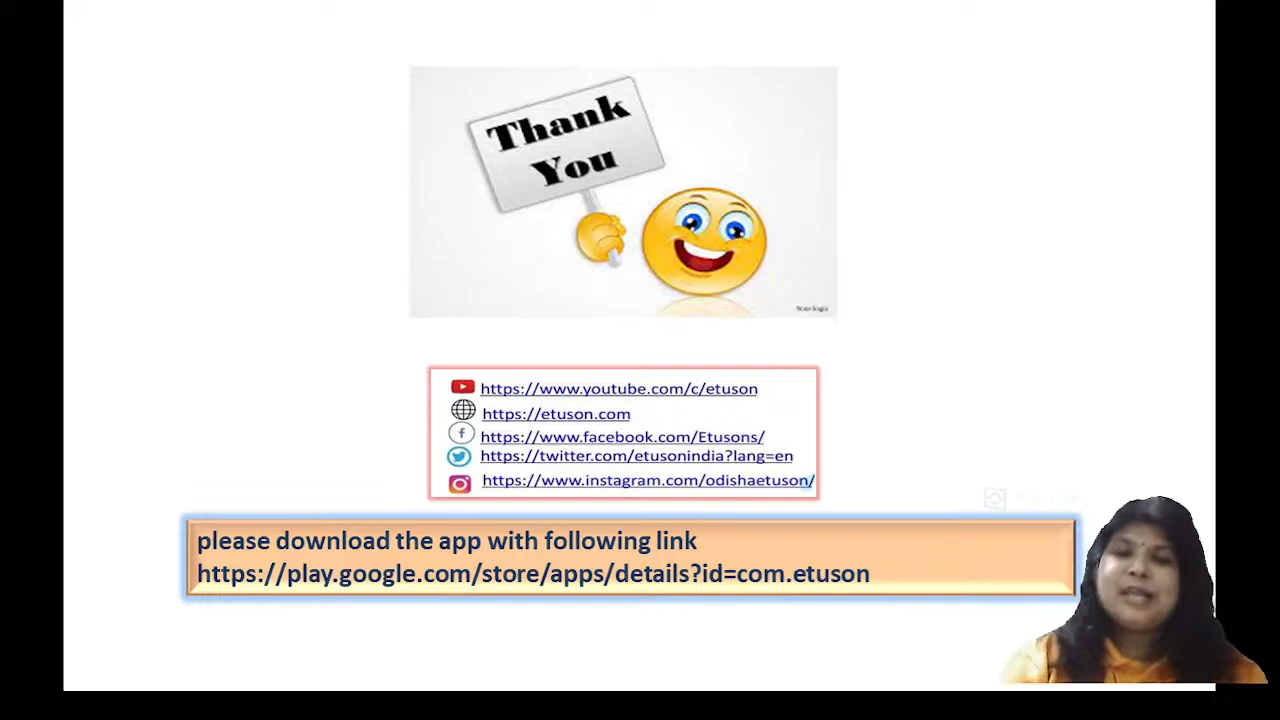 Thank
You
Your logo
https://www.youtube.com/c/etuson
https://etuson.com
https://www.facebook.com/Etusons/
https://twitter.com/etusonindia?lang=en
https://www.instagram.com/odishaetuson/
please download the app with following link
https://play.google.com/store/apps/details?id=com.etuson